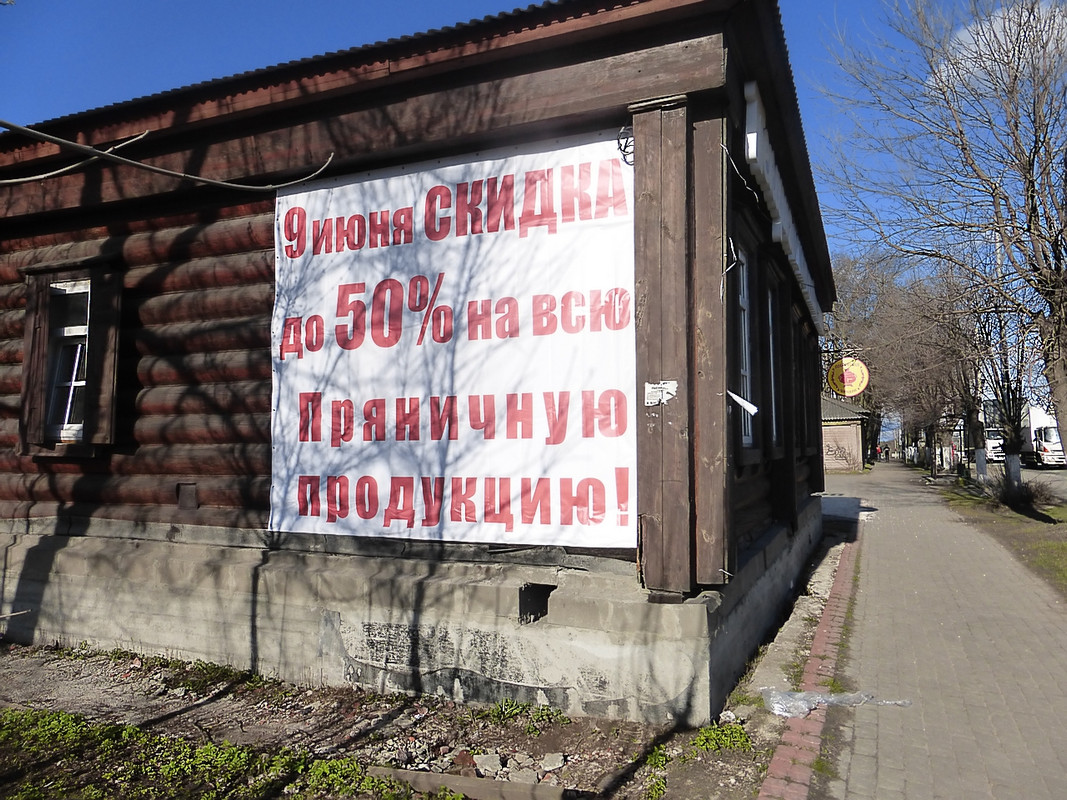 9 июня СКИДКА
до 50% на всю
Пряничную
продукцию!